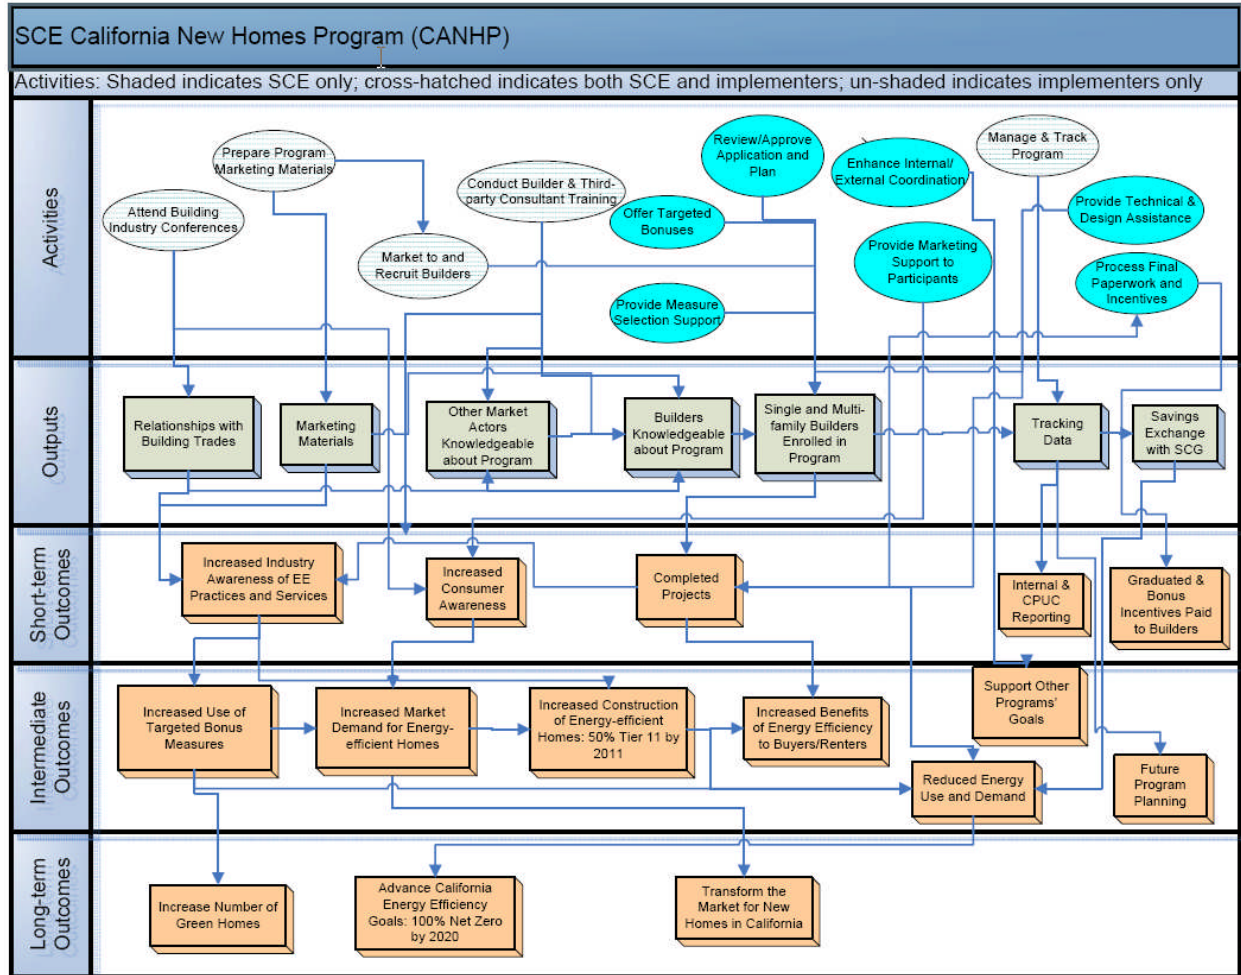 SCE California New Homes Program (CANHP)
Activities: Shaded indicates SCE only; cross-hatched indicates both SCE and implementers; un-shaded indicates implementers only
Activities
Prepare Program
Marketing Materials
Attend Building
Industry Conferences
Market to and
Recruit Builders
Conduct Builder & Third-
party Consultant Training
Review/Approve
Application and
Plan
Offer Targeted
Bonuses
Provide Measure
Selection Support
Enhance Internal/
External Coordination
Provide Marketing
Support to
Participants
Manage & Track
Program
Provide Technical &
Design Assistance
Process Final
Paperwork and
Incentives
Outputs
Relationships with
Building Trades
Marketing
Materials
Other Market
Actors
Knowledgeable
about Program
Builders
Knowledgeable
about Program
Single and Multi-
family Builders
Enrolled in
Program
Tracking
Data
Savings
Exchange
with SCG
Short-term
Outcomes
Increased Industry
Awareness of EE
Practices and Services
Increased
Consumer
Awareness
Completed
Projects
Internal &
CPUC
Reporting
Graduated &
Bonus
Incentives Paid
to Builders
Intermediate
Outcomes
Increased Use of
Targeted Bonus
Measures
Increased Market
Demand for Energy-
efficient Homes
Increased Construction
of Energy-efficient
Homes: 50% Tier 11 by
2011
Increased Benefits
of Energy Efficiency
to Buyers/Renters
Support Other
Programs'
Goals
Reduced Energy
Use and Demand
Future
Program
Planning
Long-term
Outcomes
Increase Number of
Green Homes
Advance California
Energy Efficiency
Goals: 100% Net Zero
by 2020
Transform the
Market for New
Homes in California